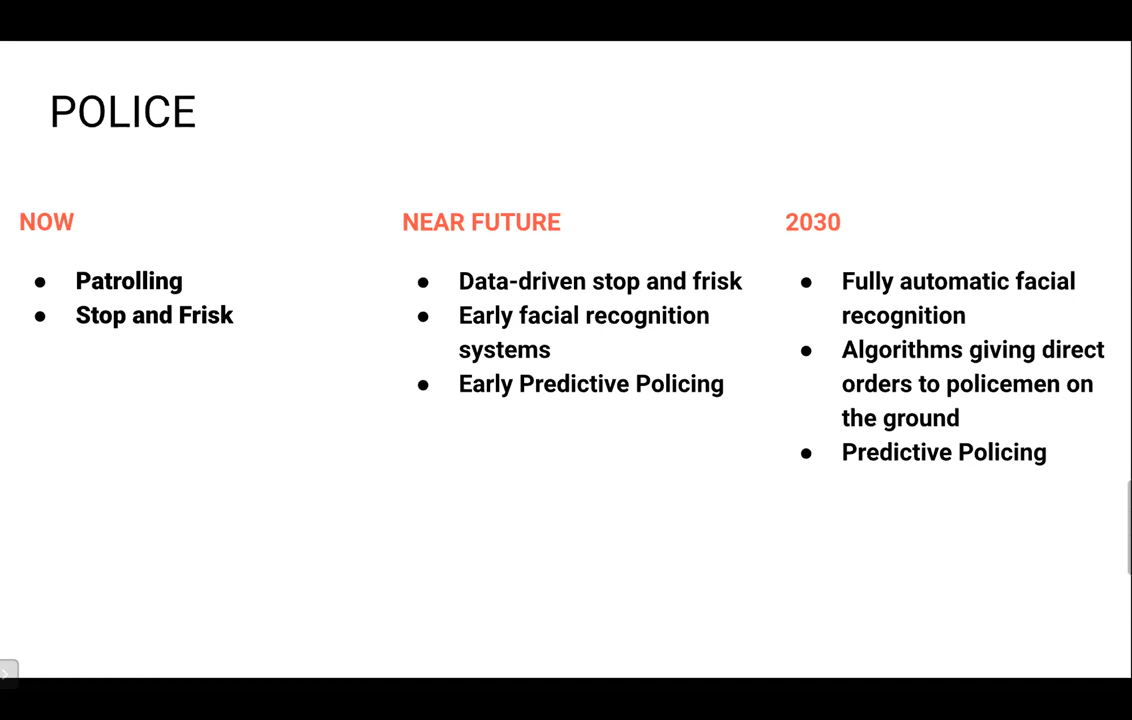 POLICE
NOW
● Patrolling
● Stop and Frisk
NEAR FUTURE
● Data-driven stop and frisk
● Early facial recognition
systems
● Early Predictive Policing
2030
● Fully automatic facial
recognition
● Algorithms giving direct
orders to policemen on
the ground
● Predictive Policing